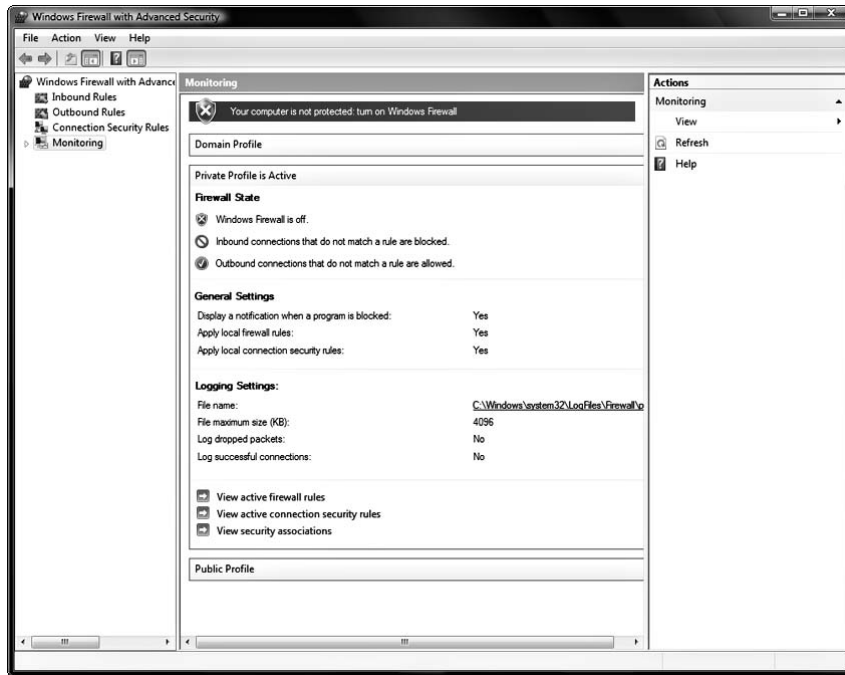 Windows Firewall with Advanced Security
File Action View Help
Windows Firewall with Advance
Inbound Rules
Outbound Rules
Connection Security Rules
Monitoring
Monitoring
Your computer is not protected: turn on Windows Firewall
Domain Profile
Private Profile is Active
Firewall State
Windows Firewall is off.
Inbound connections that do not match a rule are blocked.
Outbound connections that do not match a rule are allowed.
General Settings
Display a notification when a program is blocked: Yes
Apply local firewall rules: Yes
Apply local connection security rules: Yes
Logging Settings:
File name: C:\Windows\system32\LogFiles\Firewall\p
File maximum size (KB): 4096
Log dropped packets: No
Log successful connections: No
View active firewall rules
View active connection security rules
View security associations
Public Profile
Actions
Monitoring
View
Refresh
Help